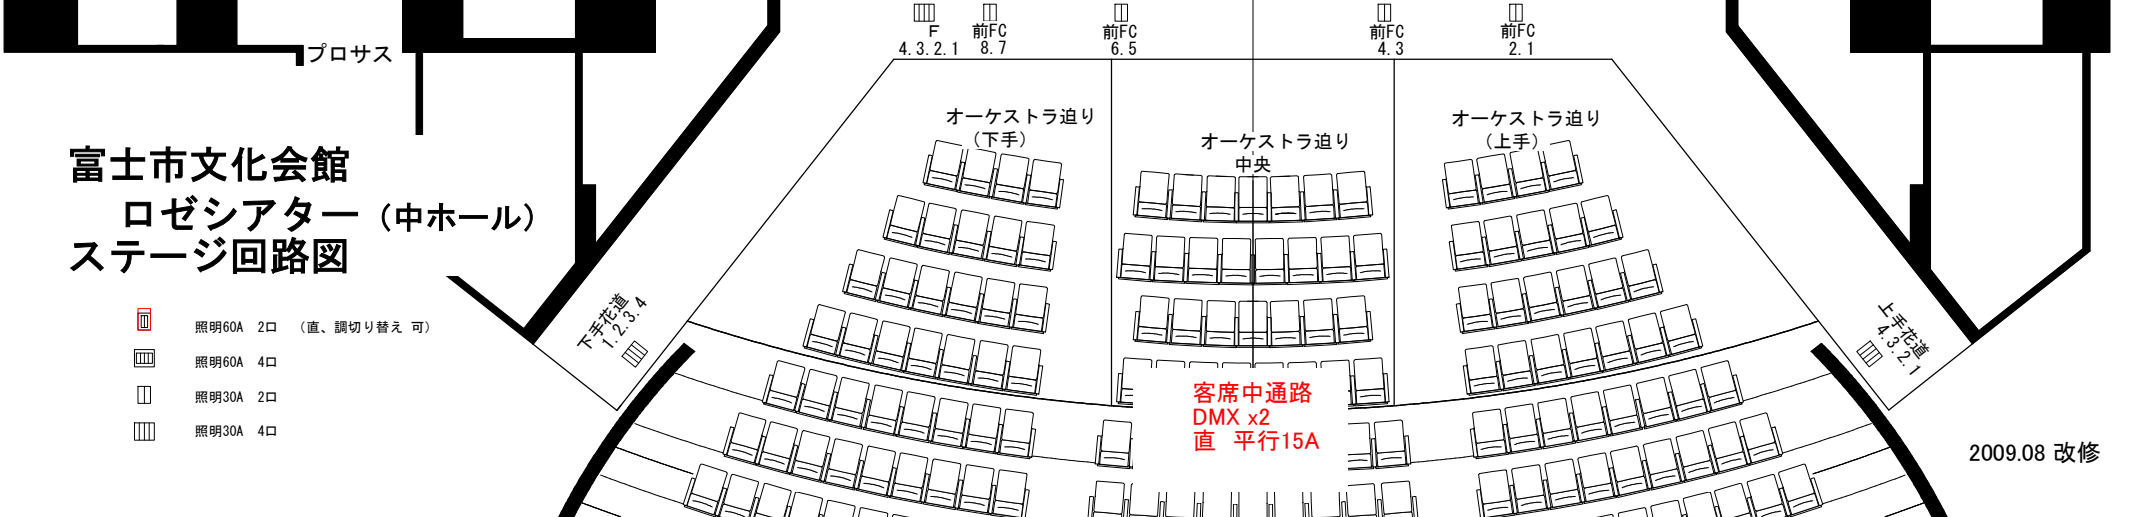 プロサス
F
4.3.2.1
前FC
8.7
前FC
6.5
前FC
4.3
前FC
2.1
オーケストラ迫り
(下手)
オーケストラ迫り
中央
オーケストラ迫り
(上手)
富士市文化会館
ロゼシアター（中ホール）
ステージ回路図
照明60A 2口 （直、調切り替え 可）
照明60A 4口
照明30A 2口
照明30A 4口
下手花道
1.2.3.4
上手花道
4.3.2.1
客席中通路
DMX x2
直 平行15A
2009.08 改修